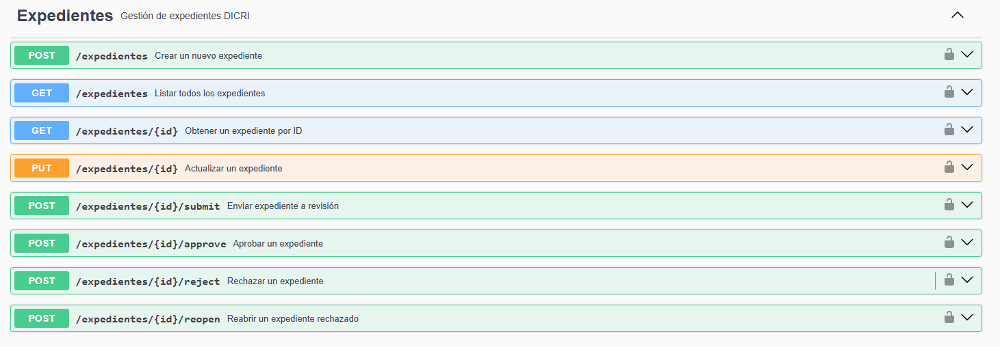 Expedientes Gestión de expedientes DICRI
POST /expedientes Crear un nuevo expediente
GET /expedientes Listar todos los expedientes
GET /expedientes/{id} Obtener un expediente por ID
PUT /expedientes/{id} Actualizar un expediente
POST /expedientes/{id}/submit Enviar expediente a revisión
POST /expedientes/{id}/approve Aprobar un expediente
POST /expedientes/{id}/reject Rechazar un expediente
POST /expedientes/{id}/reopen Reabrir un expediente rechazado